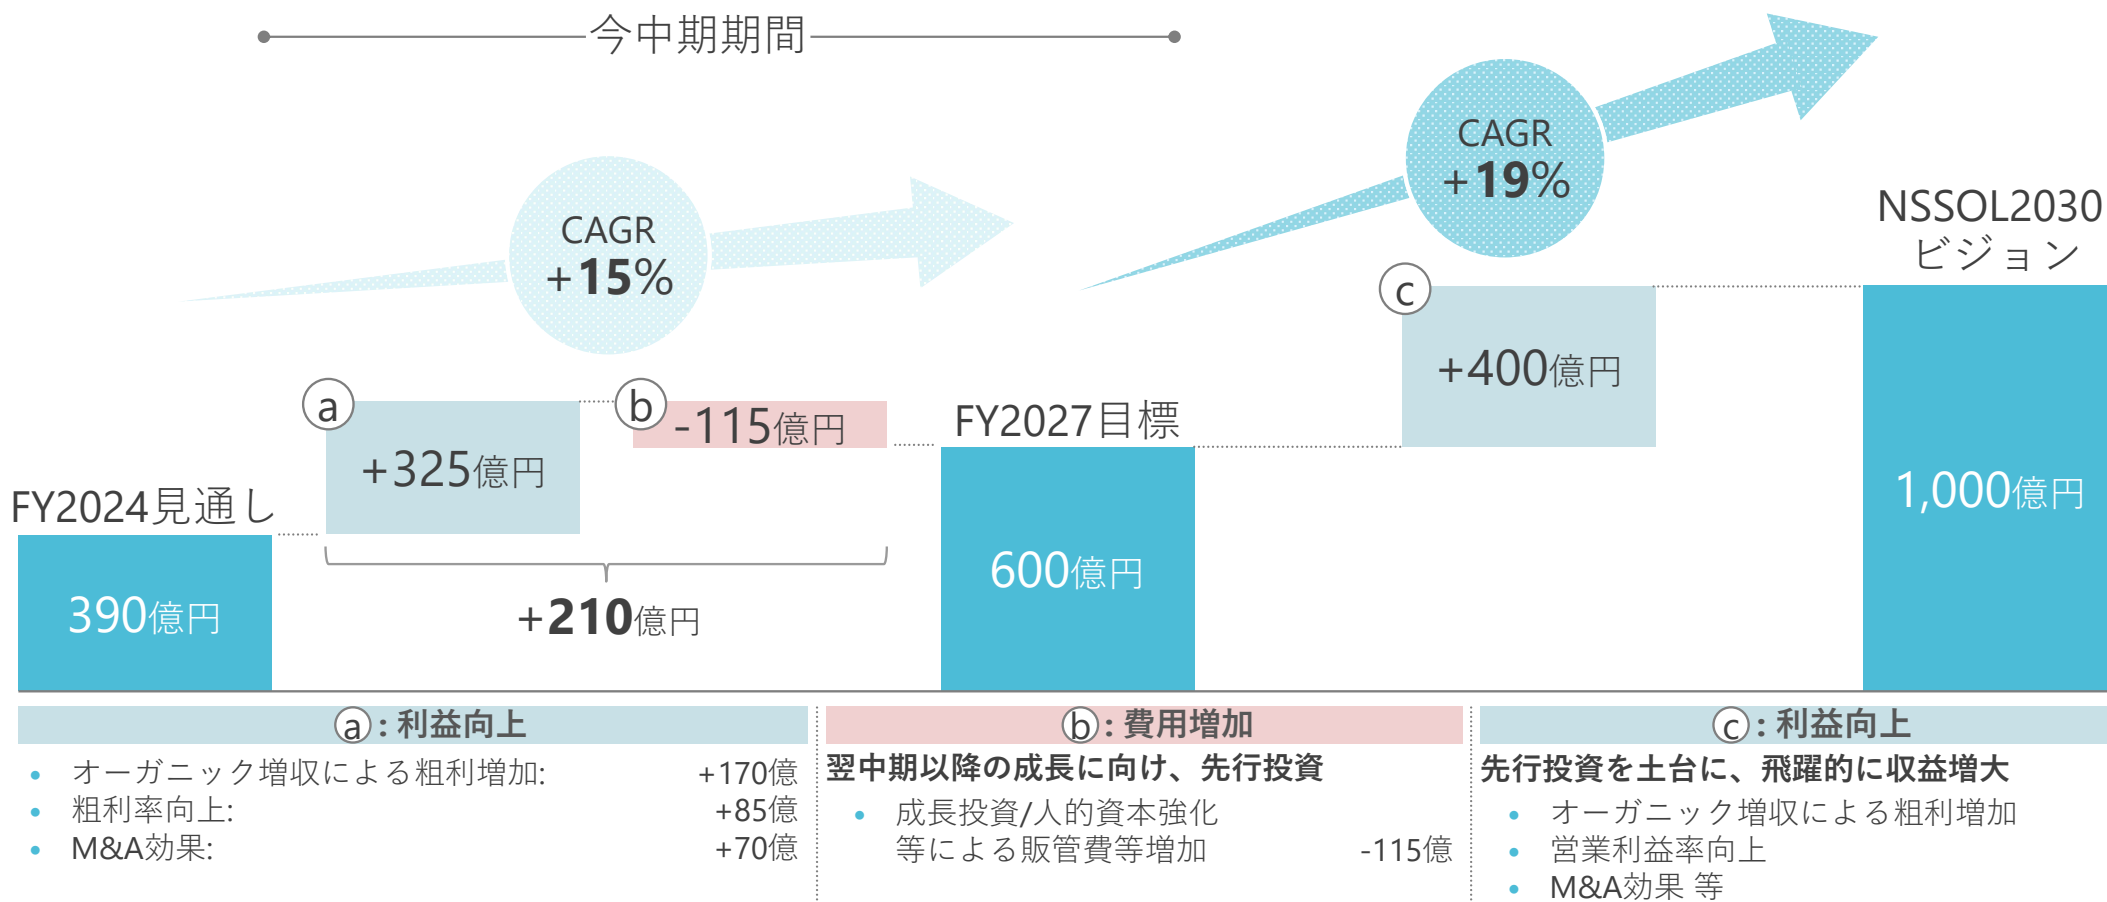 今中期期間
CAGR
+15%
CAGR
+19%
NSSOL2030
ビジョン
FY2024見通し
390億円
a
+325億円
b
-115億円
+210億円
FY2027目標
600億円
c
+400億円
1,000億円
a : 利益向上
• オーガニック増収による粗利増加: +170億
• 粗利率向上: +85億
• M&A効果: +70億
b : 費用増加
翌中期以降の成長に向け、先行投資
• 成長投資/人的資本強化
等による販管費等増加 -115億
c : 利益向上
先行投資を土台に、飛躍的に収益増大
• オーガニック増収による粗利増加
• 営業利益率向上
• M&A効果 等